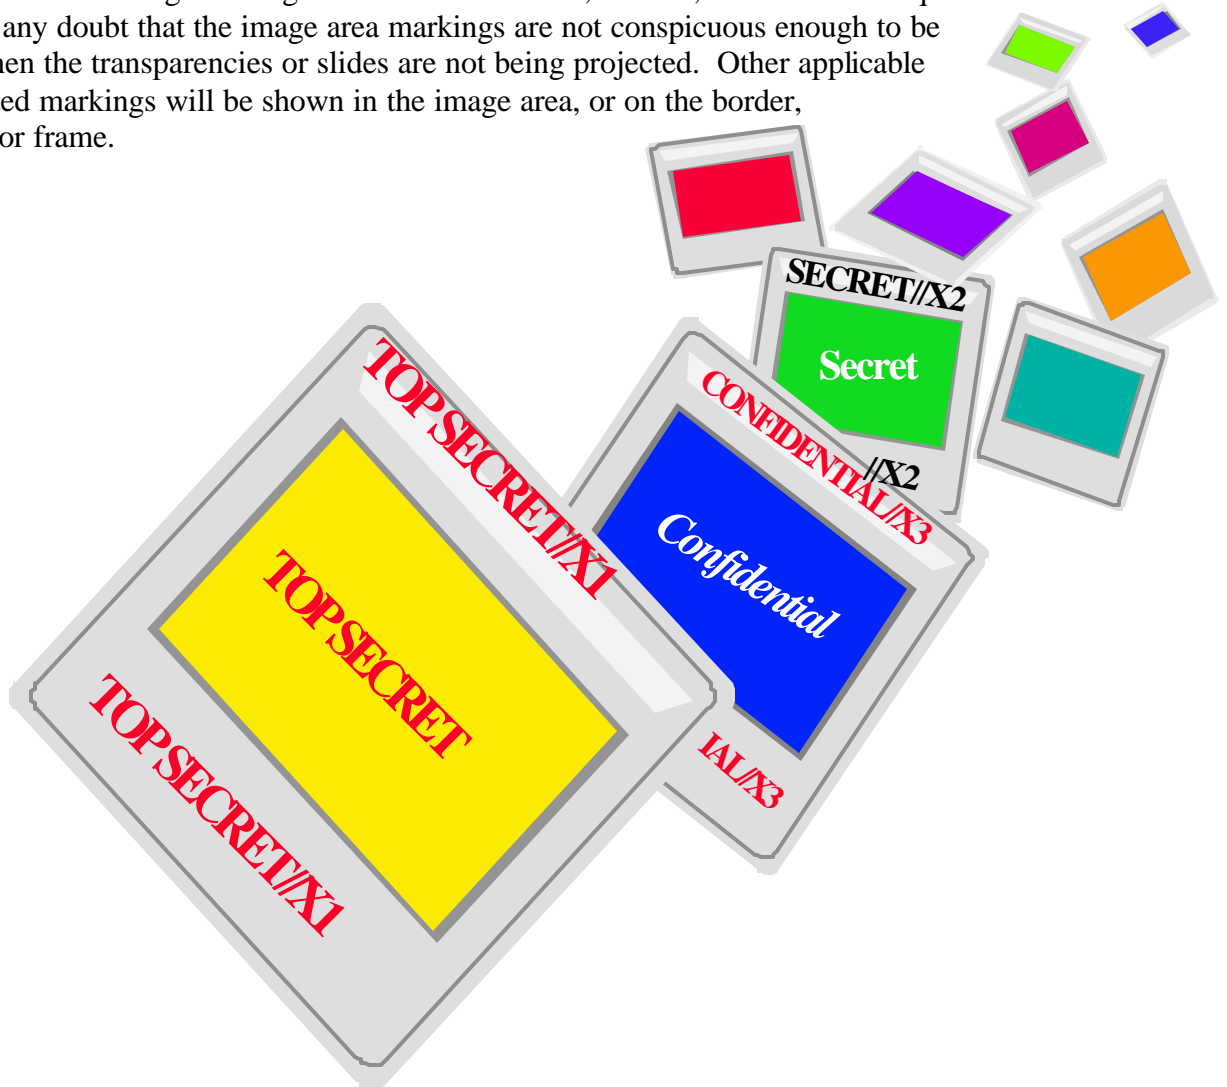 any doubt that the image area markings are not conspicuous enough to be
the transparencies or slides are not being projected.  Other applicable
markings will be shown in the image area, or on the border,
or frame.
SECRET//X2
Secret
//X2
CONFIDENTIAL//X3
Confidential
IAL//X3
TOP SECRET//X1
TOP SECRET
TOP SECRET//X1